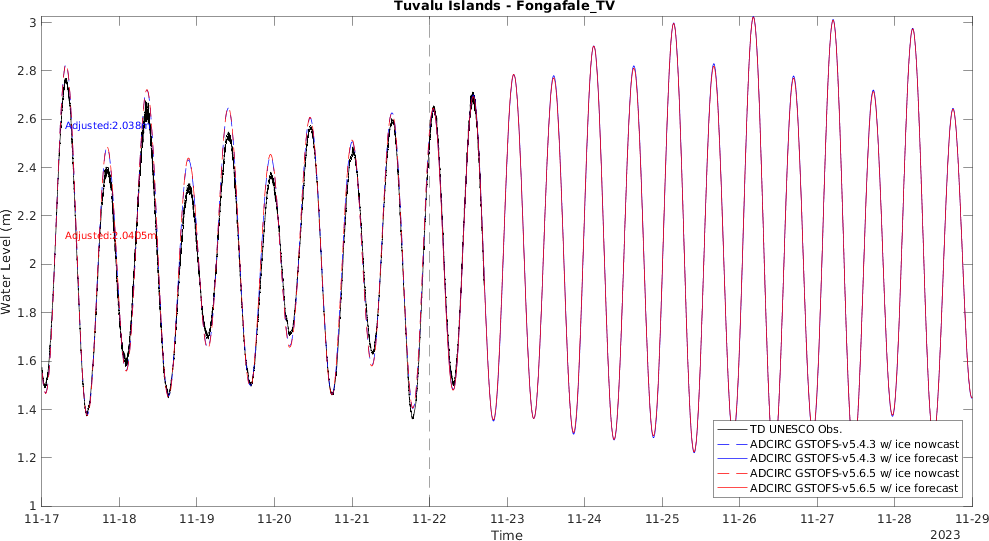 Tuvalu Islands - Fongafale_TV
3
2.8
2.6
2.4
2.2
2
1.8
1.6
1.4
1.2
1
Water Level (m)
Adjusted:2.038
Adjusted:2.0405m
TD UNESCO Obs.
ADCIRC GSTOFS-v5.4.3 w/ ice nowcast
ADCIRC GSTOFS-v5.4.3 w/ ice forecast
ADCIRC GSTOFS-v5.6.5 w/ ice nowcast
ADCIRC GSTOFS-v5.6.5 w/ ice forecast
11-17 11-18 11-19 11-20 11-21 11-22 11-23 11-24 11-25 11-26 11-27 11-28 11-29
Time
2023